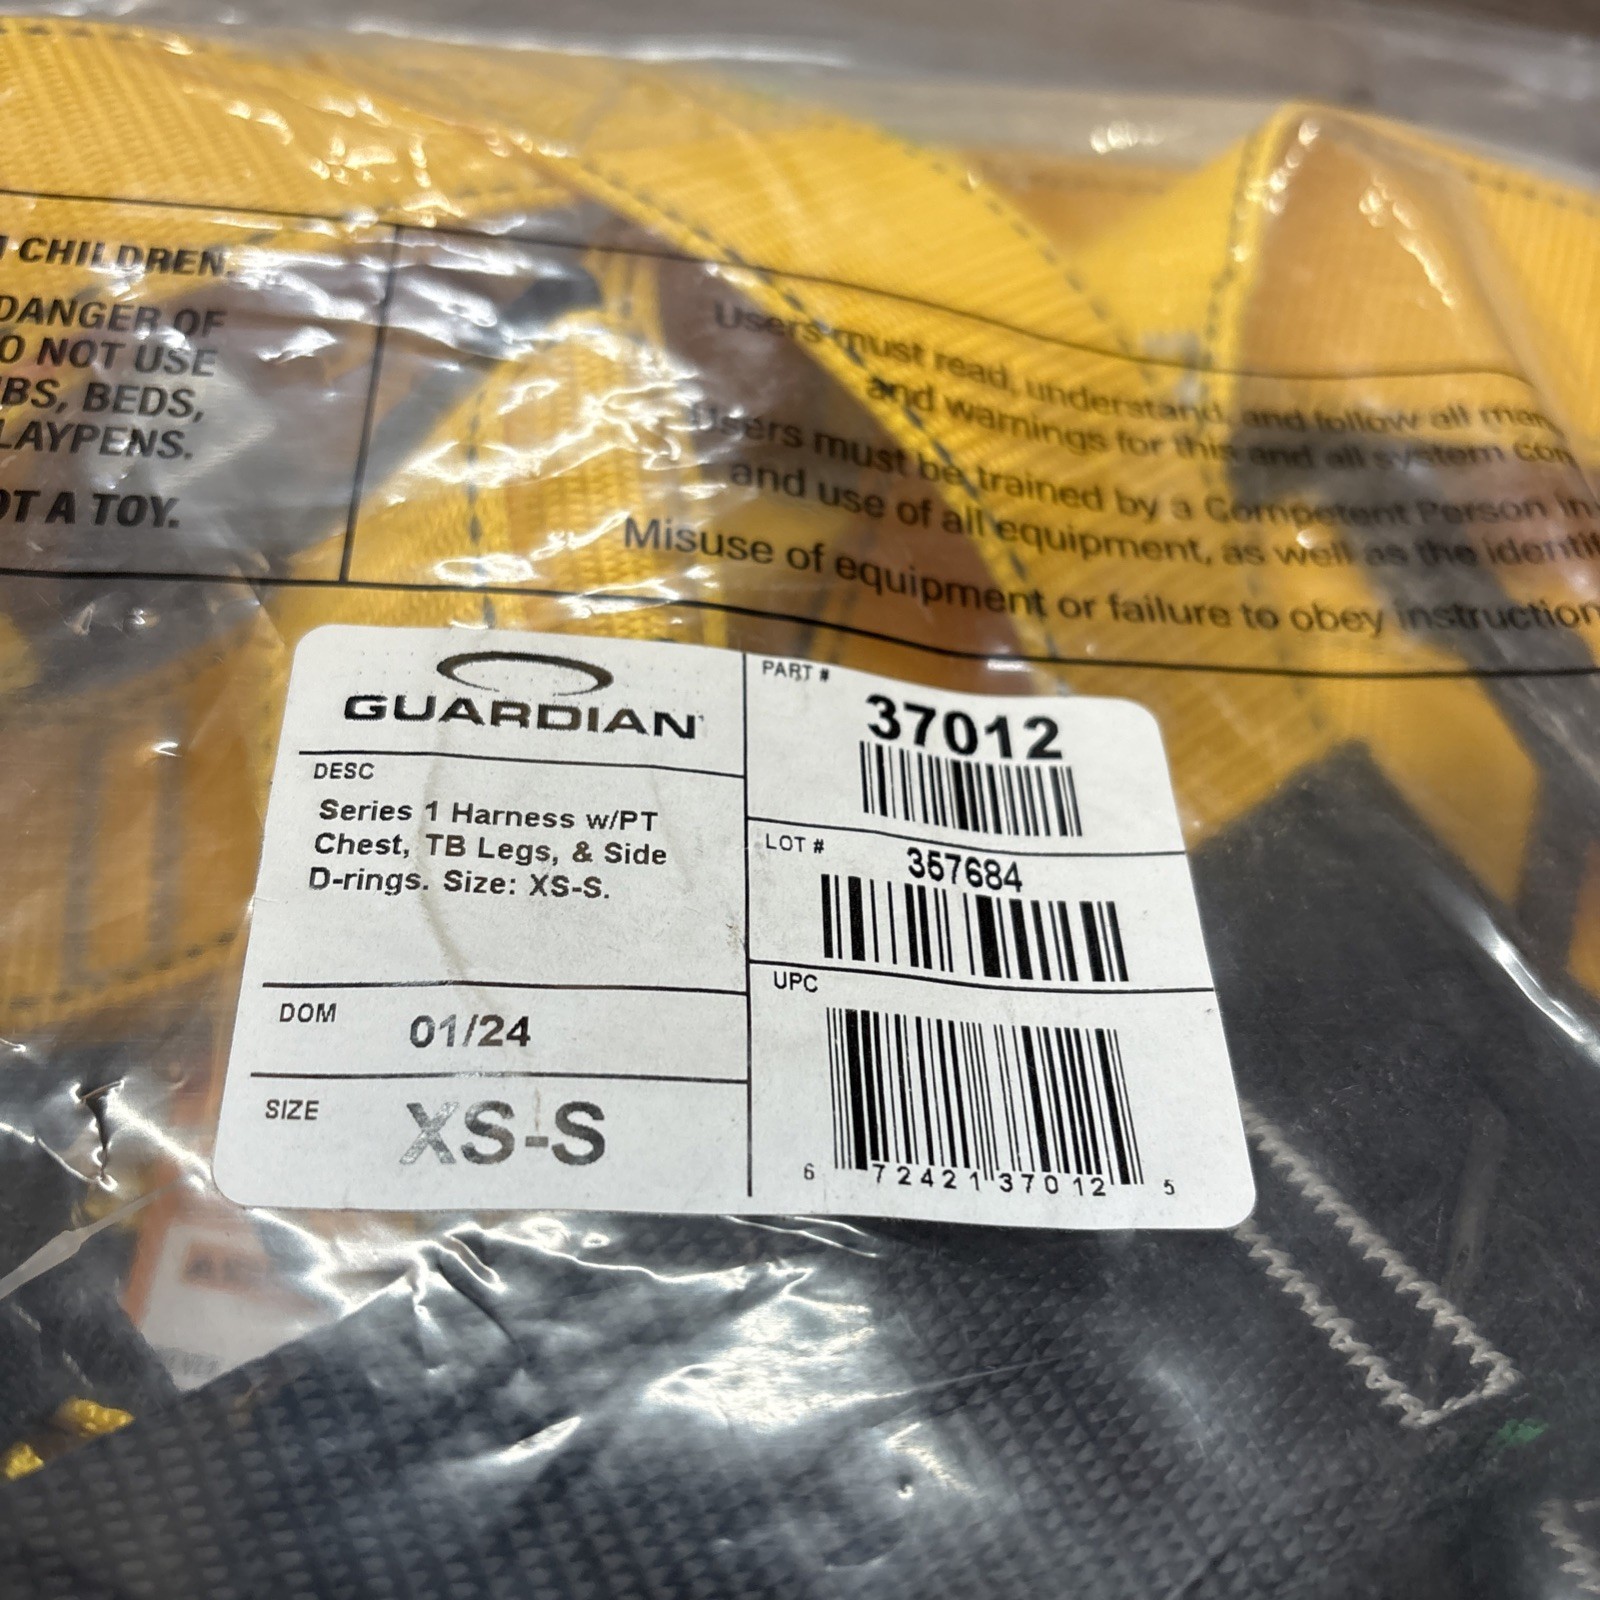 CHILDREN.
DANGER OF
NOT USE
BEDS,
OT A TOY.
Users must read, understand, and follow all
and warnings for this and all system
Users must be trained by a Competent Person
and use of all equipment, as well as the
Misuse of equipment or failure to obey instruction
GUARDIAN
DESC
Series 1 Harness w/PT
Chest, TB Legs, & Side
D-rings. Size: XS-S.
DOM 01/24
SIZE XS-S
PART #
37012
LOT #
357684
UPC
6 72421 37012 5